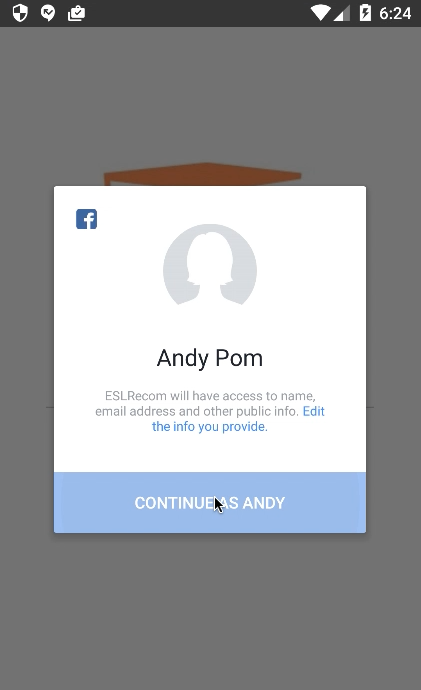 6:24
Andy Pom
ESLRecom will have access to name,
email address and other public info. Edit
the info you provide.
CONTINUE AS ANDY